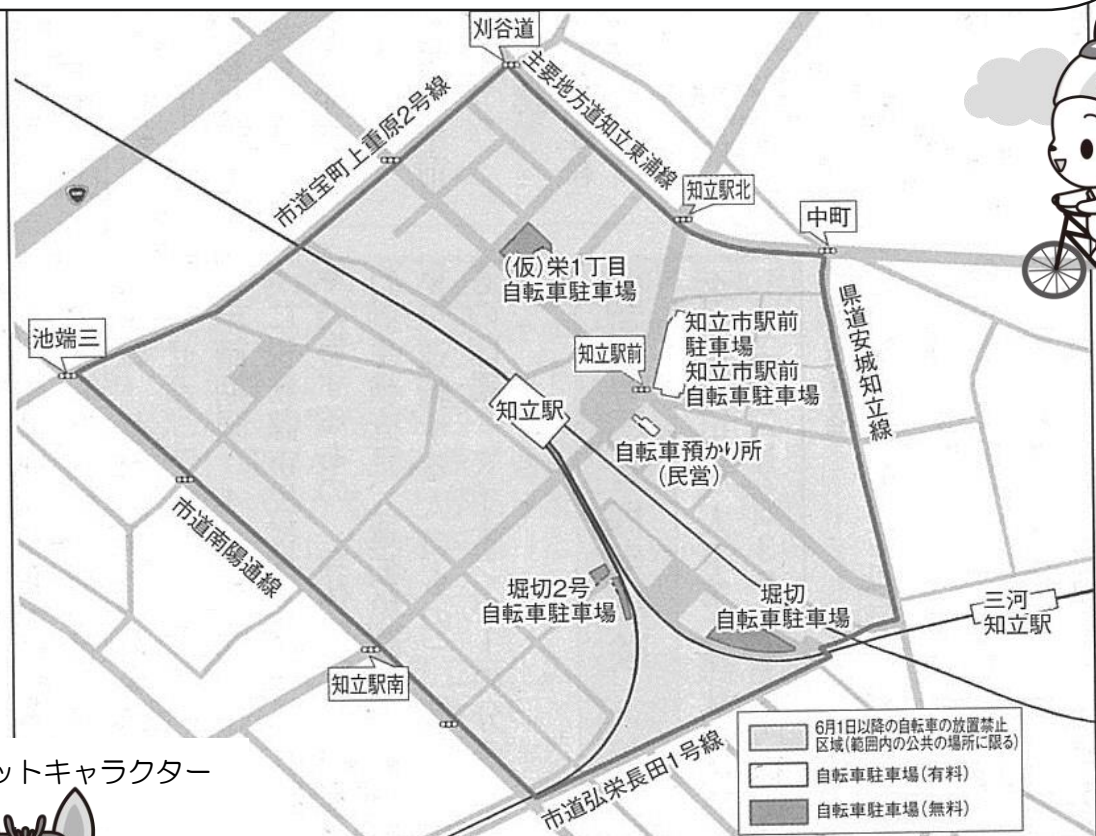 刈谷道
主要地方道知立東浦線
市道宝町上重原2号線
知立駅北
中町
(仮)栄1丁目
自転車駐車場
県道安城知立線
池端三
知立駅前
知立市駅前
駐車場
知立市駅前
自転車駐車場
知立駅
自転車預かり所
(民営)
市道南陽通線
堀切2号
自転車駐車場
堀切
自転車駐車場
三河
知立駅
知立駅南
市道弘栄長田1号線
6月1日以降の自転車の放置禁止
区域(範囲内の公共の場所に限る)
自転車駐車場(有料)
自転車駐車場(無料)
ットキャラクター